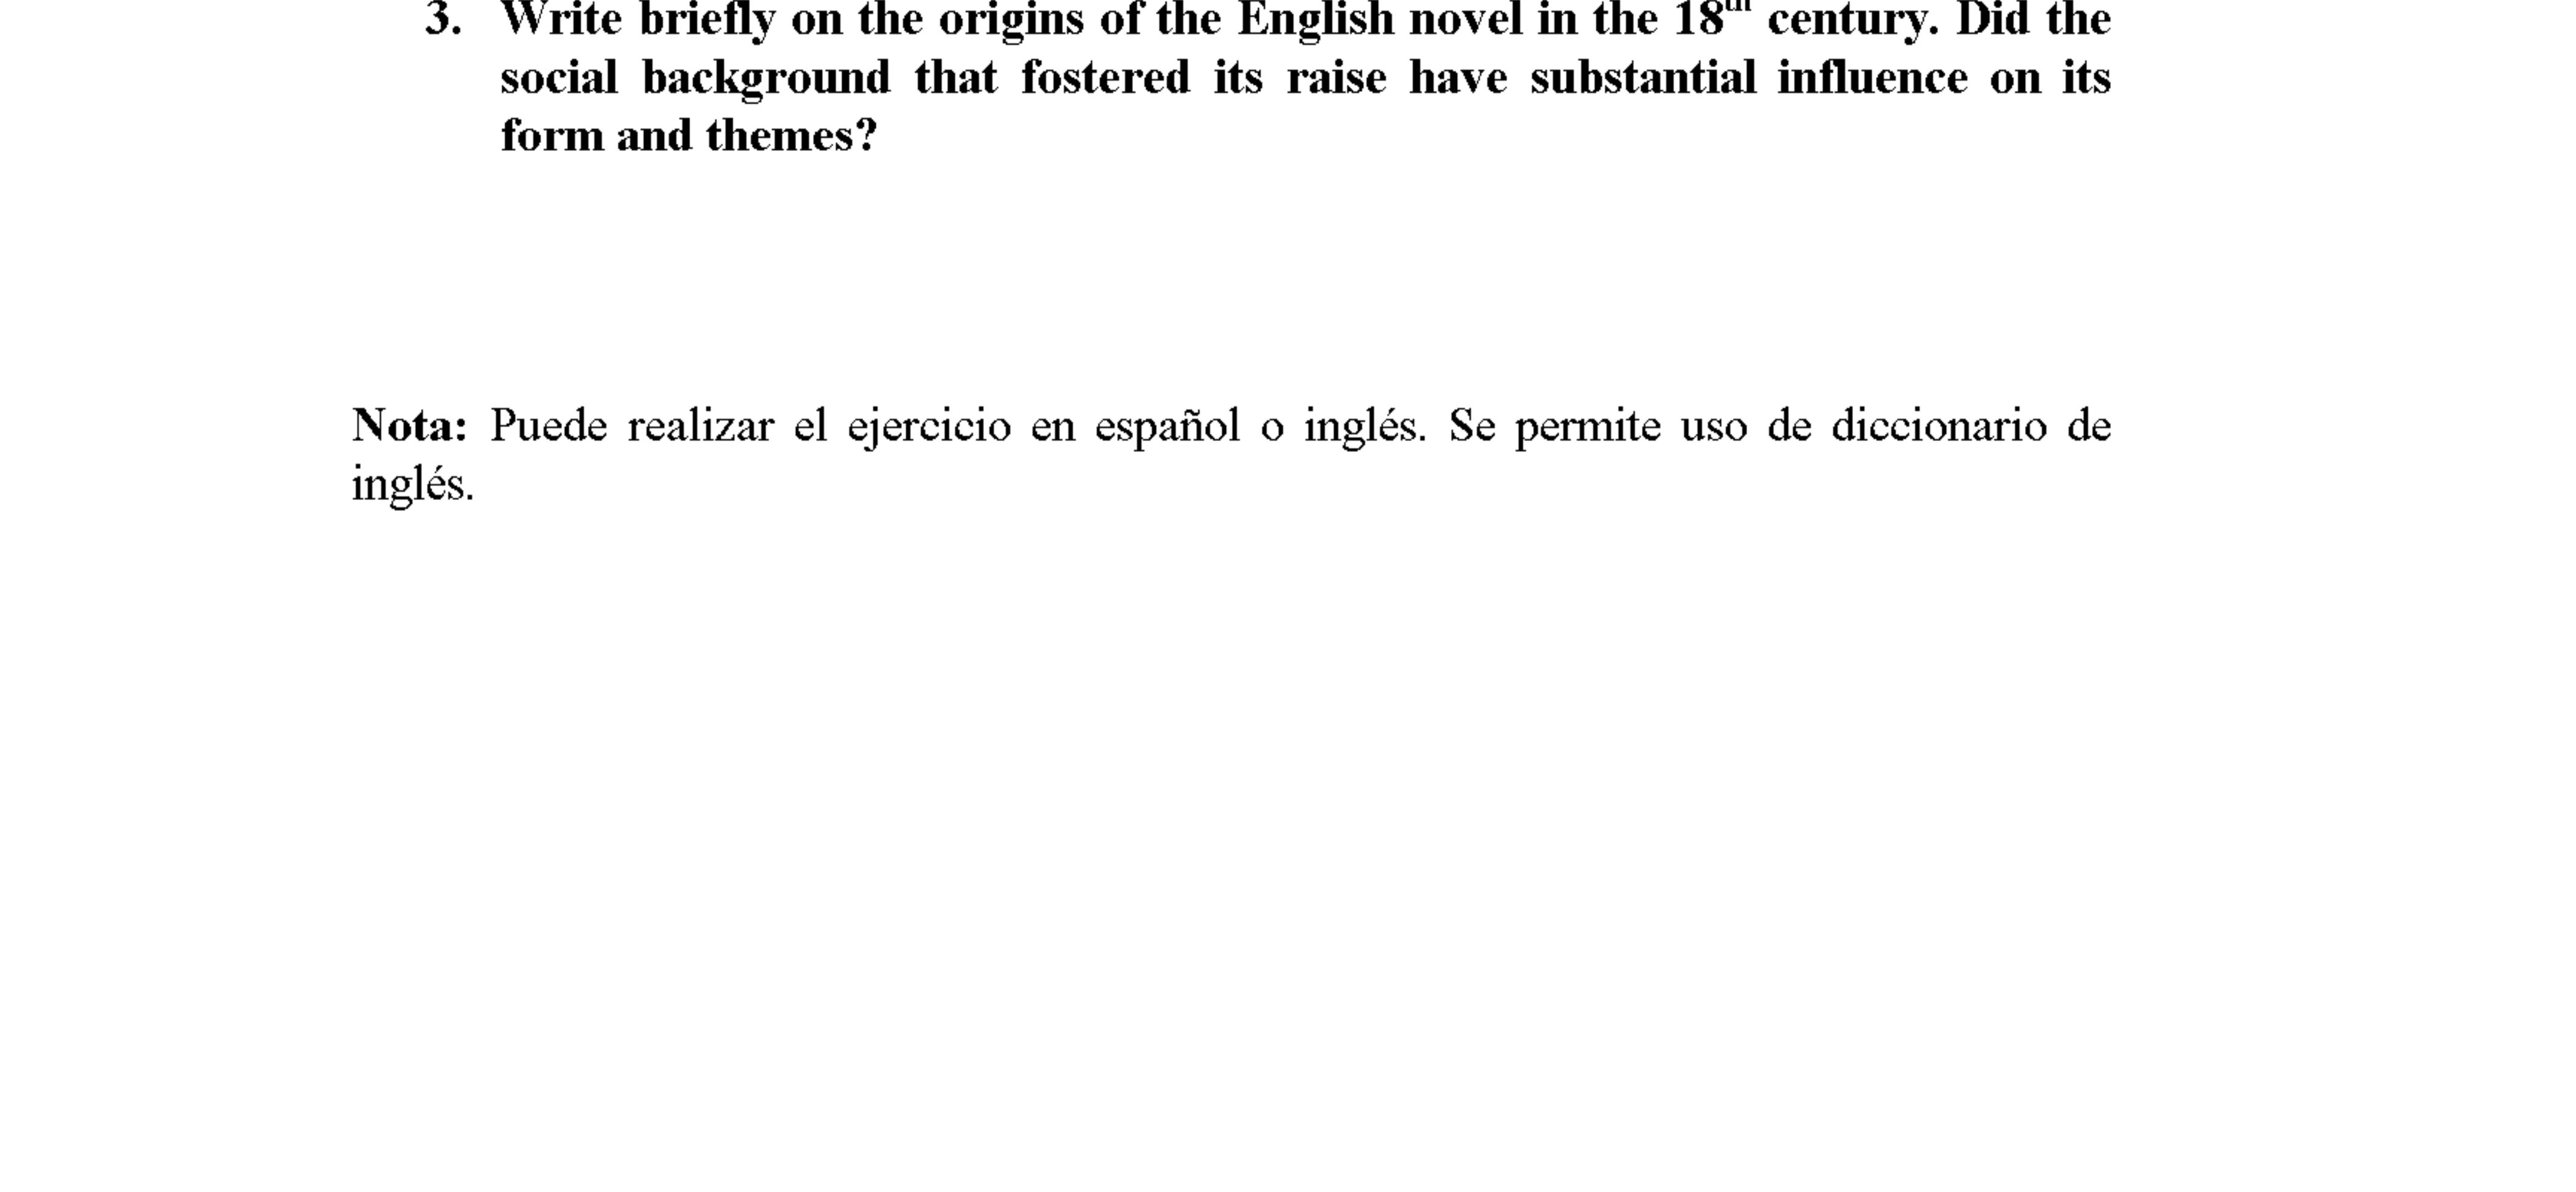 3. Write briefly on the origins of the English novel in the 18th century. Did the
social background that fostered its raise have substantial influence on its
form and themes?
Nota: Puede realizar el ejercicio en español o inglés. Se permite uso de diccionario de
inglés.